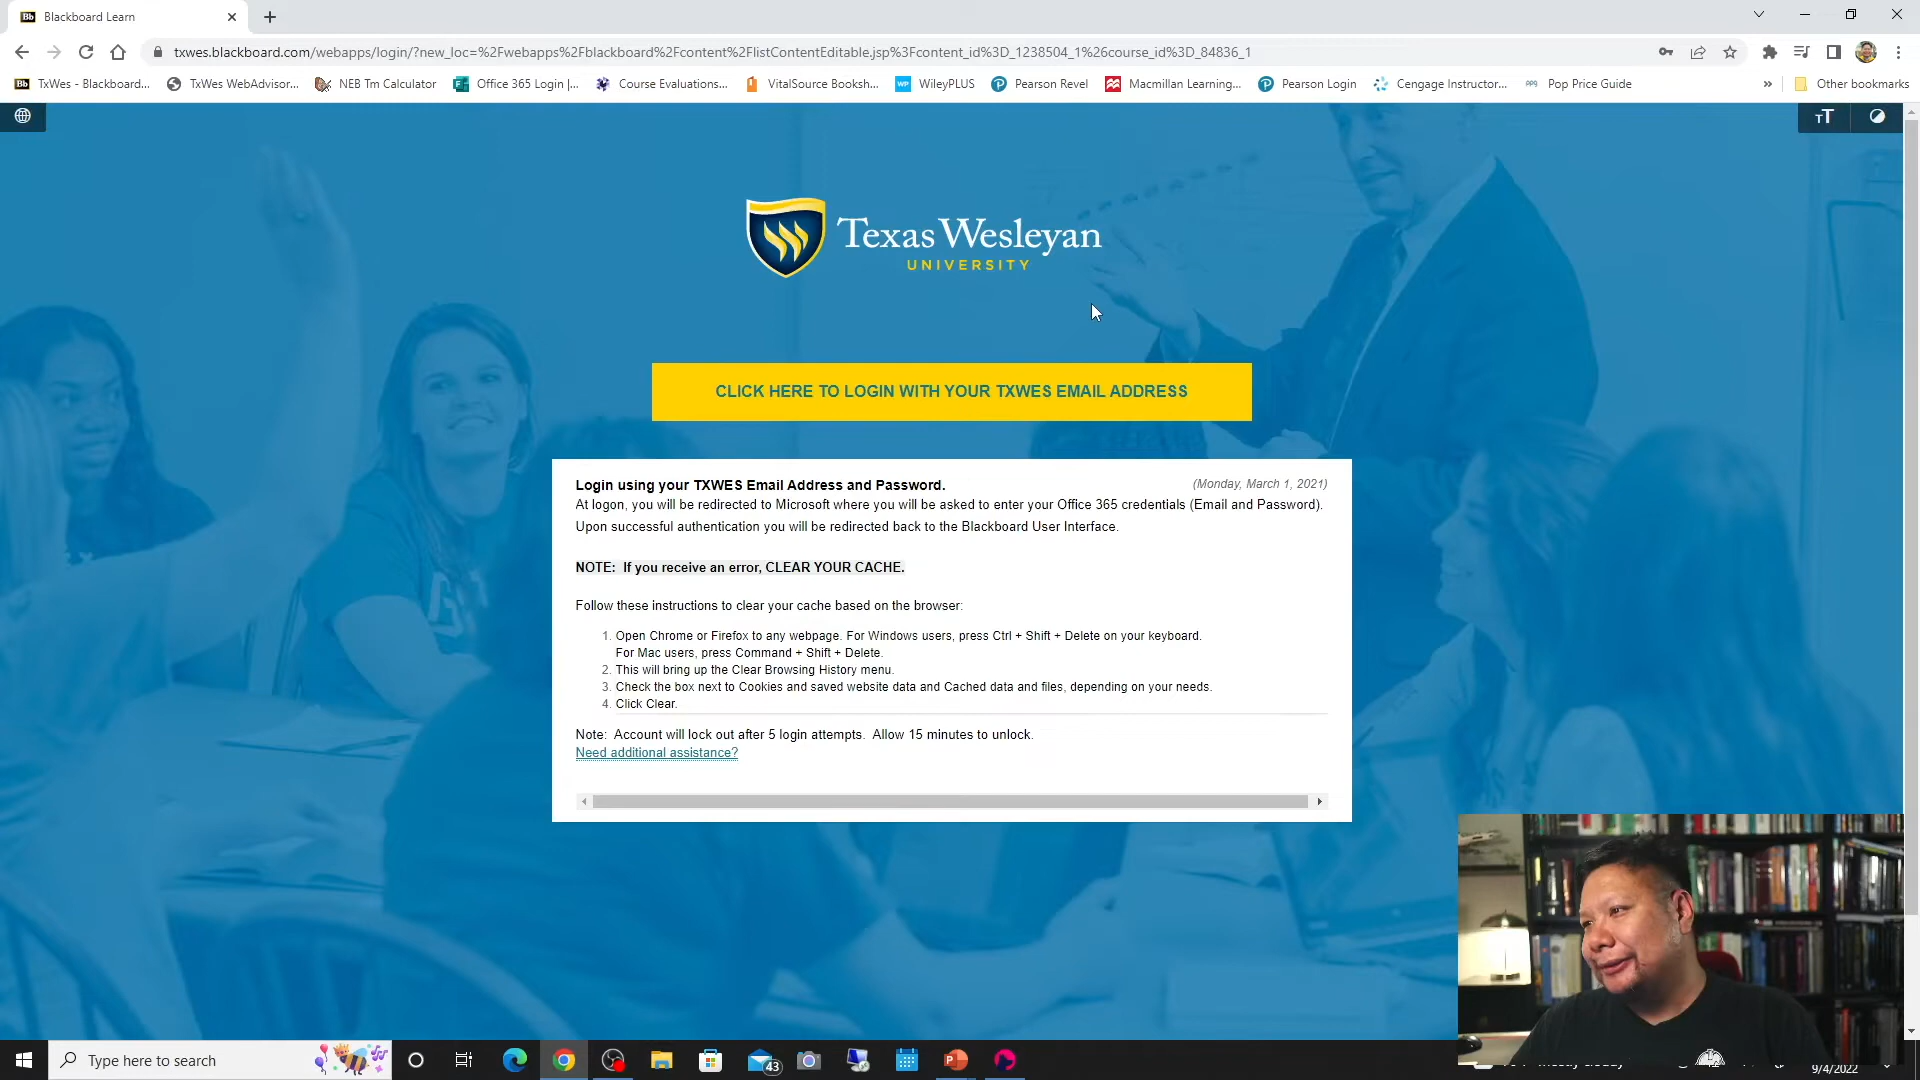 Blackboard Learn
txwes.blackboard.com/webapps/login/?new_loc=%2Fwebapps%2Fblackboard%2Fcontent%2FlistContentEditable.jsp%3Fcontent_id%3D_1238504_1%26course_id%3D_84836_1
Bb TxWes - Blackboard... TxWes WebAdvisor... NEB Tm Calculator Office 365 Login |... Course Evaluations... VitalSource Booksh... WP WileyPLUS Pearson Revel Macmillan Learning... Pearson Login Cengage Instructor... PPG Pop Price Guide » Other bookmarks
TT
Texas Wesleyan
UNIVERSITY
CLICK HERE TO LOGIN WITH YOUR TXWES EMAIL ADDRESS
Login using your TXWES Email Address and Password. (Monday, March 1, 2021)
At logon, you will be redirected to Microsoft where you will be asked to enter your Office 365 credentials (Email and Password).
Upon successful authentication you will be redirected back to the Blackboard User Interface.
NOTE: If you receive an error, CLEAR YOUR CACHE.
Follow these instructions to clear your cache based on the browser:
1. Open Chrome or Firefox to any webpage. For Windows users, press Ctrl + Shift + Delete on your keyboard.
For Mac users, press Command + Shift + Delete.
2. This will bring up the Clear Browsing History menu.
3. Check the box next to Cookies and saved website data and Cached data and files, depending on your needs.
4. Click Clear.
Note: Account will lock out after 5 login attempts. Allow 15 minutes to unlock.
Need additional assistance?
Type here to search
43
9/4/2022